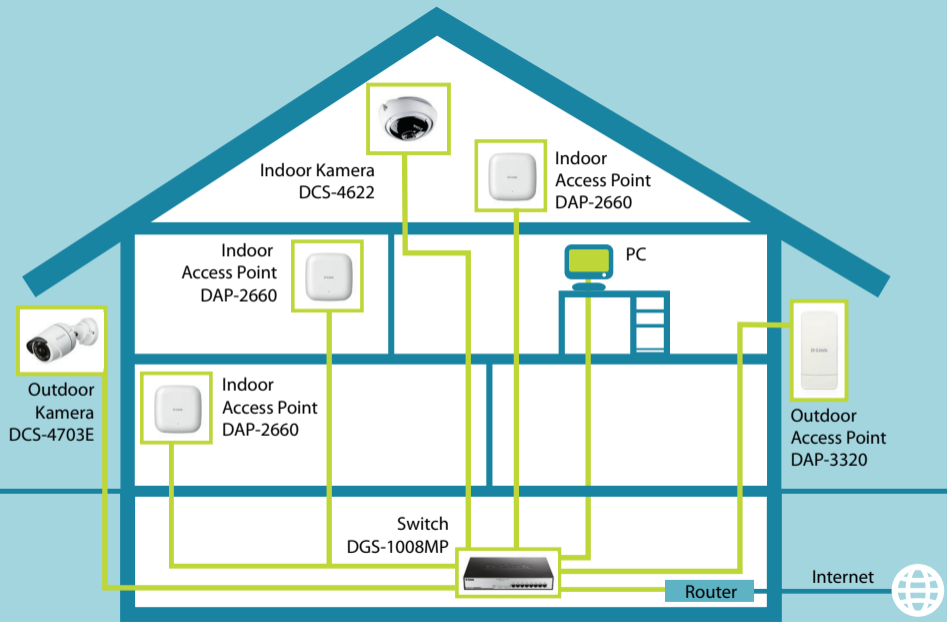 Indoor Kamera
DCS-4622
Indoor
Access Point
DAP-2660
Indoor
Access Point
DAP-2660
PC
Outdoor
Kamera
DCS-4703E
Indoor
Access Point
DAP-2660
Outdoor
Access Point
DAP-3320
Switch
DGS-1008MP
Router
Internet